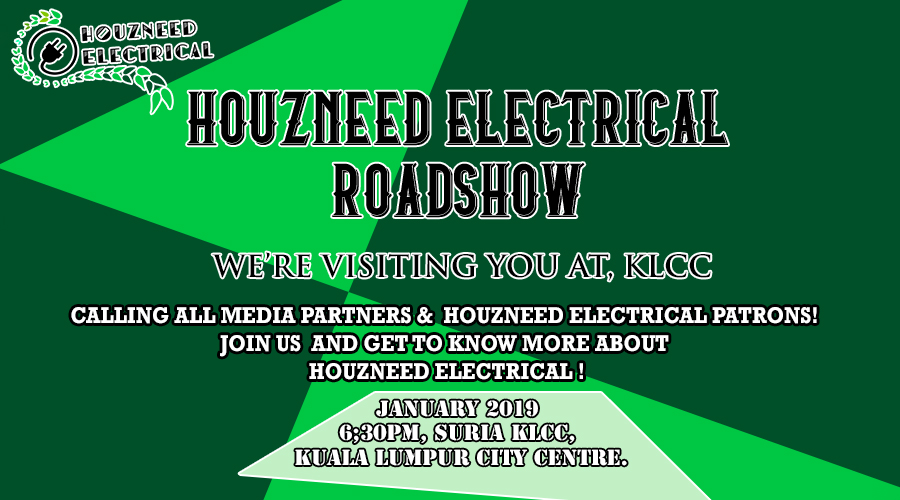 HOUZNEED
ELECTRICAL
HOUZNEED ELECTRICAL
ROADSHOW
WE'RE VISITING YOU AT, KLCC
CALLING ALL MEDIA PARTNERS & HOUZNEED ELECTRICAL PATRONS!
JOIN US AND GET TO KNOW MORE ABOUT
HOUZNEED ELECTRICAL !
JANUARY 2019
6;30PM, SURIA KLCC,
KUALA LUMPUR CITY CENTRE.